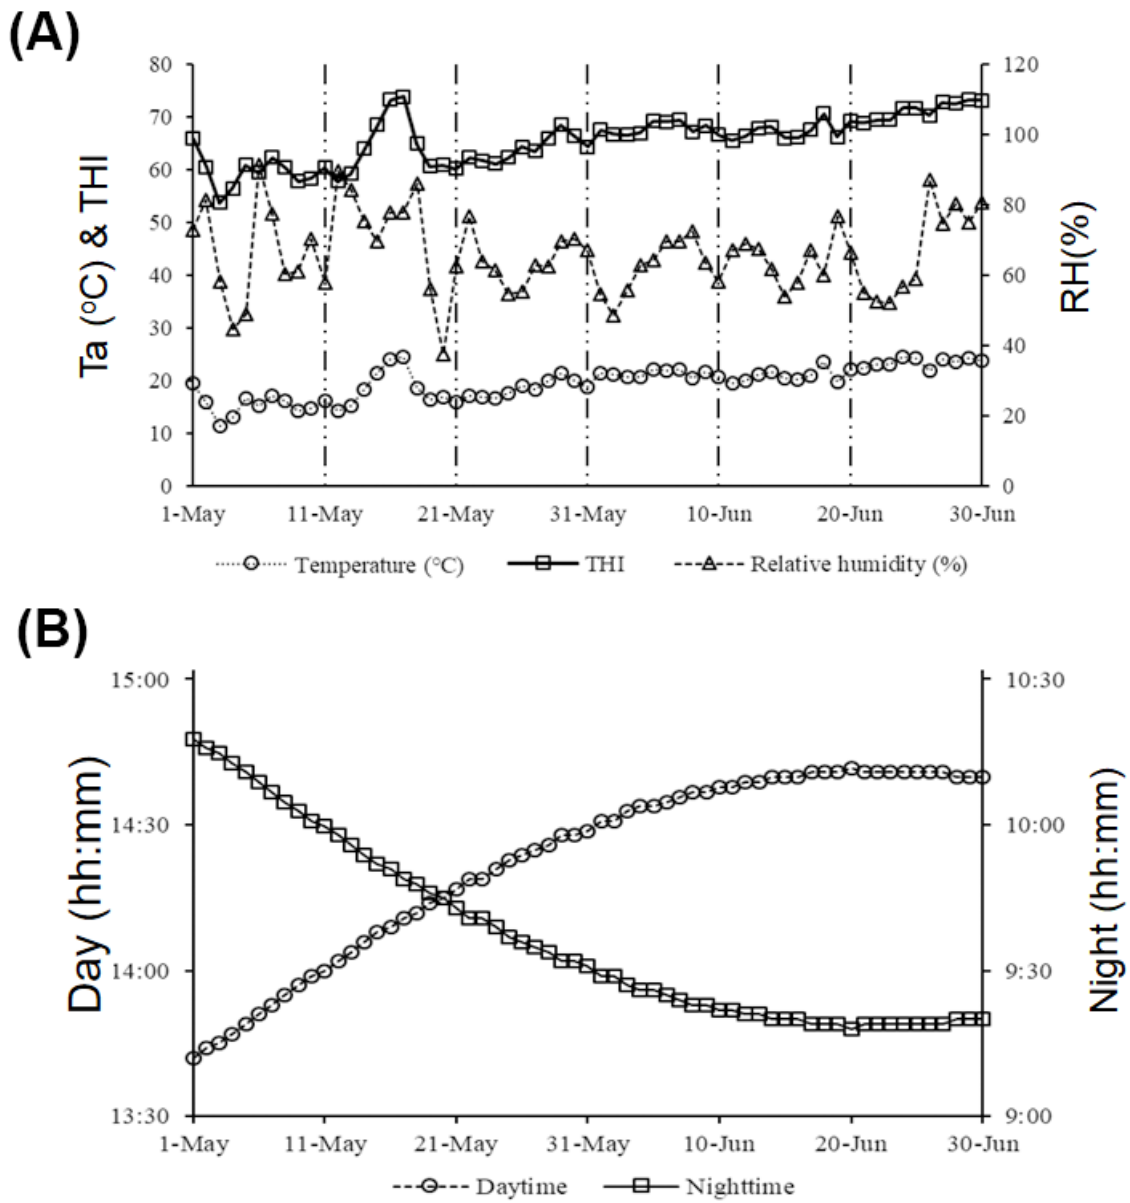 (A)
80
70
60
50
40
30
20
10
0
Ta (°C) & THI
120
100
80
60
40
20
0
RH(%)
1-May 11-May 21-May 31-May 10-Jun 20-Jun 30-Jun
Temperature (°C) THI Relative humidity (%)
(B)
15:00
14:30
14:00
13:30
Day (hh:mm)
10:30
10:00
9:30
9:00
Night (hh:mm)
1-May 11-May 21-May 31-May 10-Jun 20-Jun 30-Jun
Daytime Nighttime